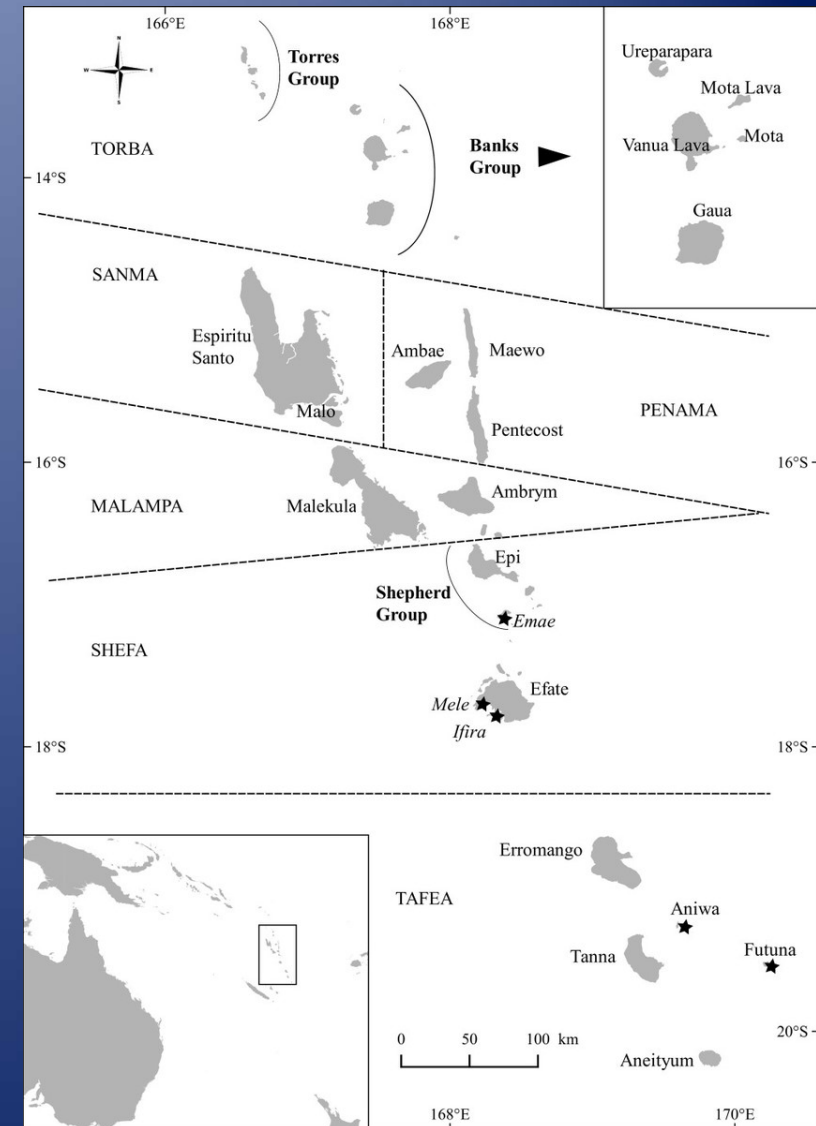 166°E
168°E
N
W
E
S
Torres
Group
TORBA
Banks
Group
14°S
Ureparapara
Mota Lava
Vanua Lava
Mota
Gaua
SANMA
Espiritu
Santo
Malo
Ambae
Maewo
Pentecost
PENAMA
16°S
16°S
MALAMPA
Malekula
Ambrym
Epi
Shepherd
Group
Emae
SHEFA
Efate
Mele
Ifira
18°S
18°S
Erromango
TAFEA
Aniwa
Tanna
Futuna
20°S
0 50 100 km
Aneityum
168°E
170°E